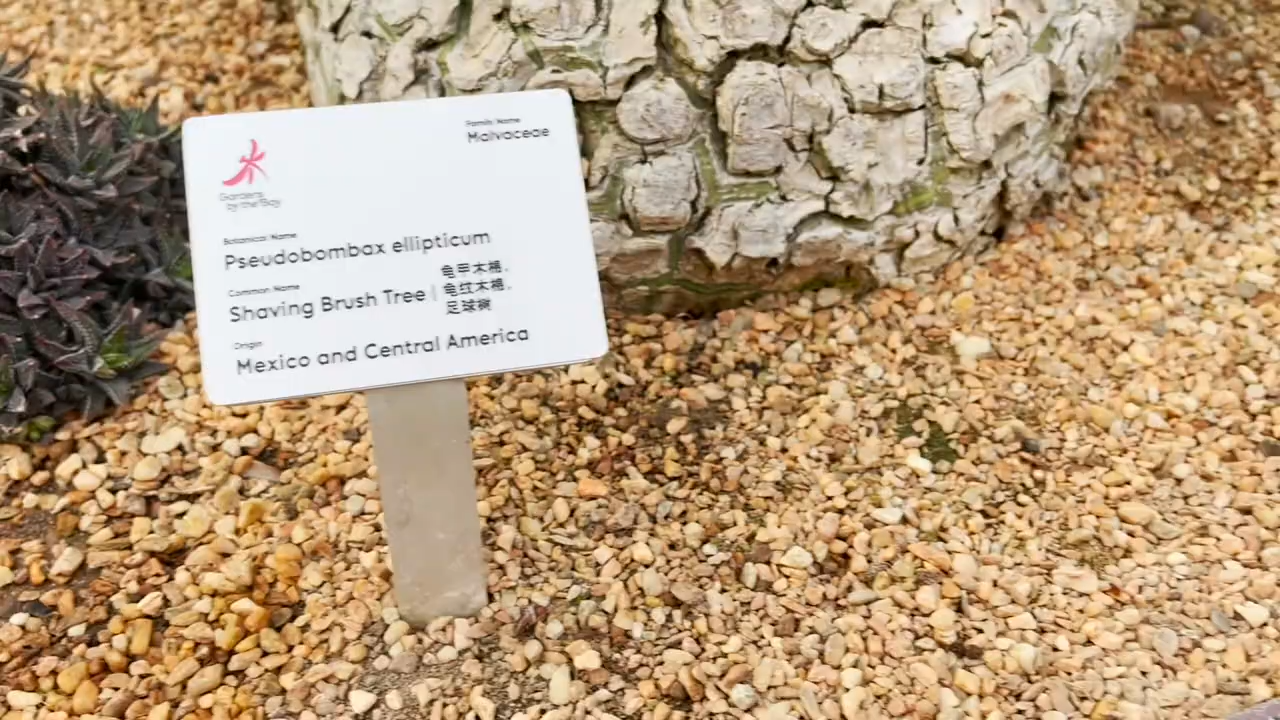 Family Name
Malvaceae
Gardens
by the Bay
Botanical Name
Pseudobombax ellipticum
Common Name
Shaving Brush Tree | 龟甲木棉,
龟纹木棉,
足球树
Origin
Mexico and Central America